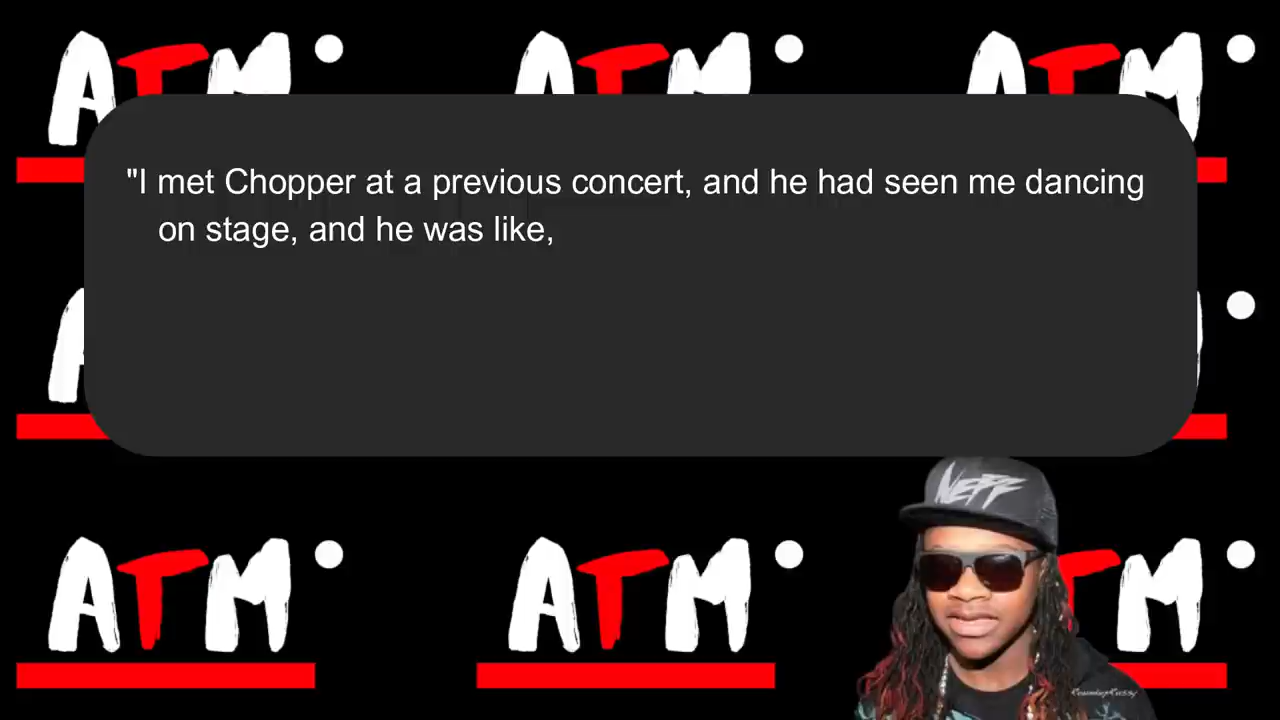 ATM ATM ATM
"I met Chopper at a previous concert, and he had seen me dancing
on stage, and he was like,
NEFF
ATM ATM M